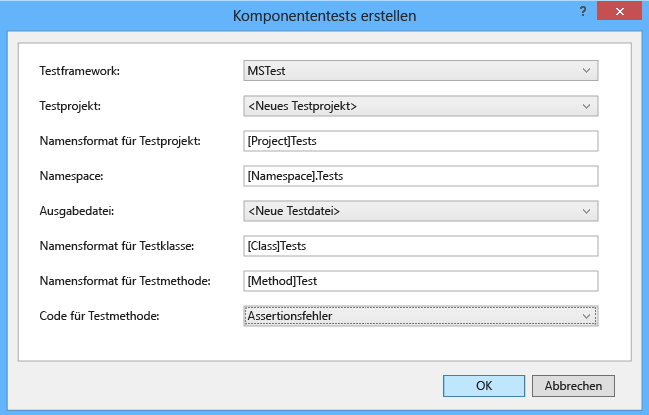 Komponententests erstellen
?
Testframework: MSTest
Testprojekt: <Neues Testprojekt>
Namensformat für Testprojekt: [Project]Tests
Namespace: [Namespace].Tests
Ausgabedatei: <Neue Testdatei>
Namensformat für Testklasse: [Class]Tests
Namensformat für Testmethode: [Method]Test
Code für Testmethode: Assertionsfehler
OK Abbrechen